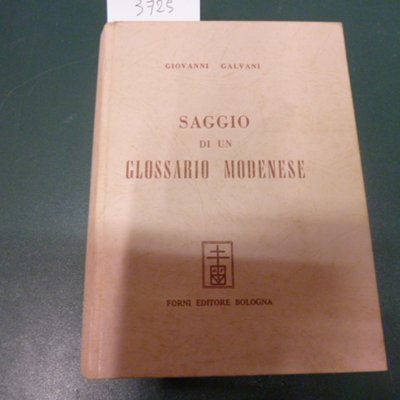 3725
GIOVANNI GALVANI
SAGGIO
DI UN
GLOSSARIO MODENESE
FORNI EDITORE BOLOGNA